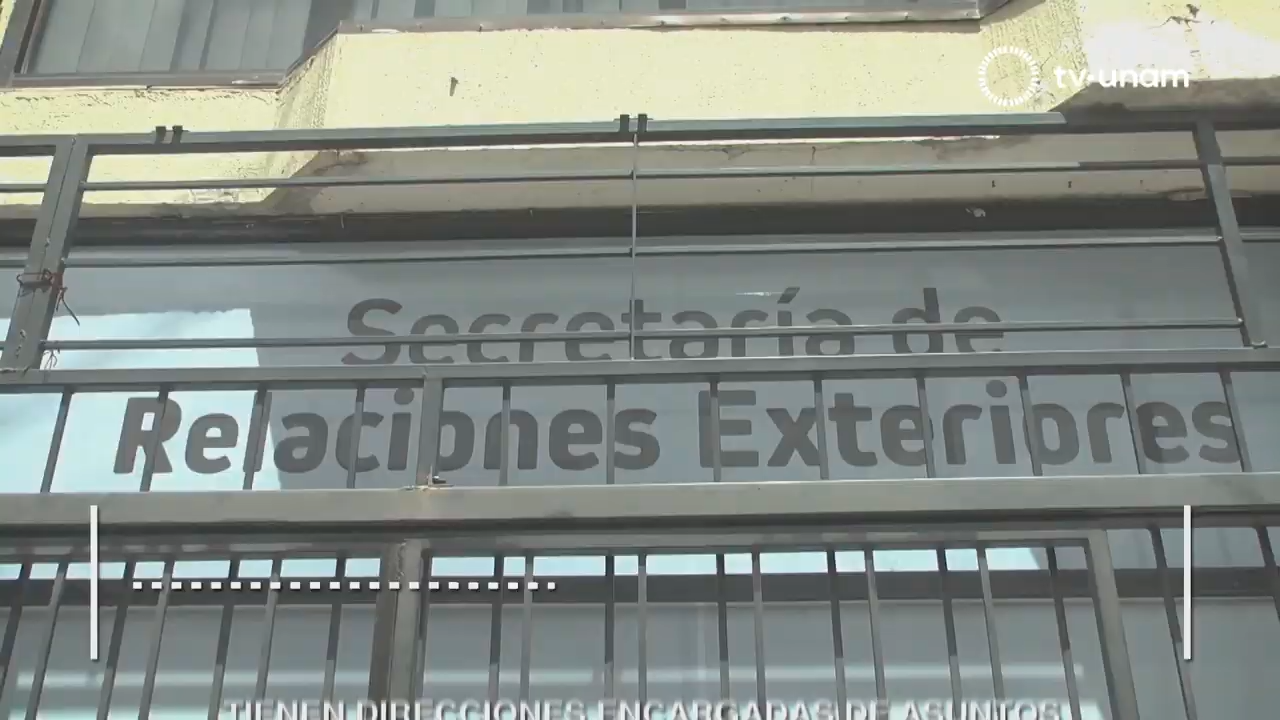 tv·unam
Secretaría de
Relaciones Exteriores
TIENEN DIRECCIONES ENCARGADAS DE ASUNTOS